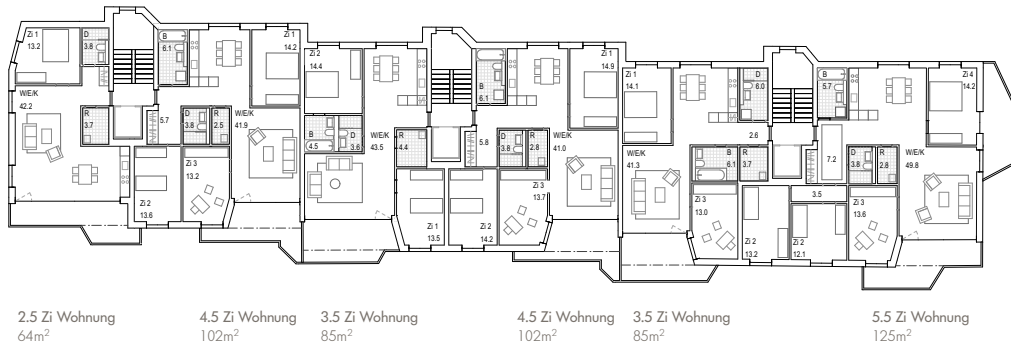 Zi 1
13.2
D
3.8
B
6.1
Zi 1
14.2
W/E/K
42.2
R
3.7
5.7
D
3.8
R
2.5
W/E/K
41.9
Zi 2
13.6
Zi 3
13.2
Zi 2
14.4
B
4.5
D
3.6
W/E/K
43.5
R
4.4
B
6.1
Zi 1
14.9
5.8
D
3.8
R
2.8
W/E/K
41.0
Zi 1
13.5
Zi 2
14.2
Zi 3
13.7
Zi 1
14.1
D
6.0
2.6
W/E/K
41.3
B
6.1
R
3.7
Zi 3
13.0
Zi 2
13.2
B
5.7
Zi 4
14.2
7.2
D
3.8
R
2.8
W/E/K
49.8
3.5
Zi 2
12.1
Zi 3
13.6
2.5 Zi Wohnung
64m²
4.5 Zi Wohnung
102m²
3.5 Zi Wohnung
85m²
4.5 Zi Wohnung
102m²
3.5 Zi Wohnung
85m²
5.5 Zi Wohnung
125m²